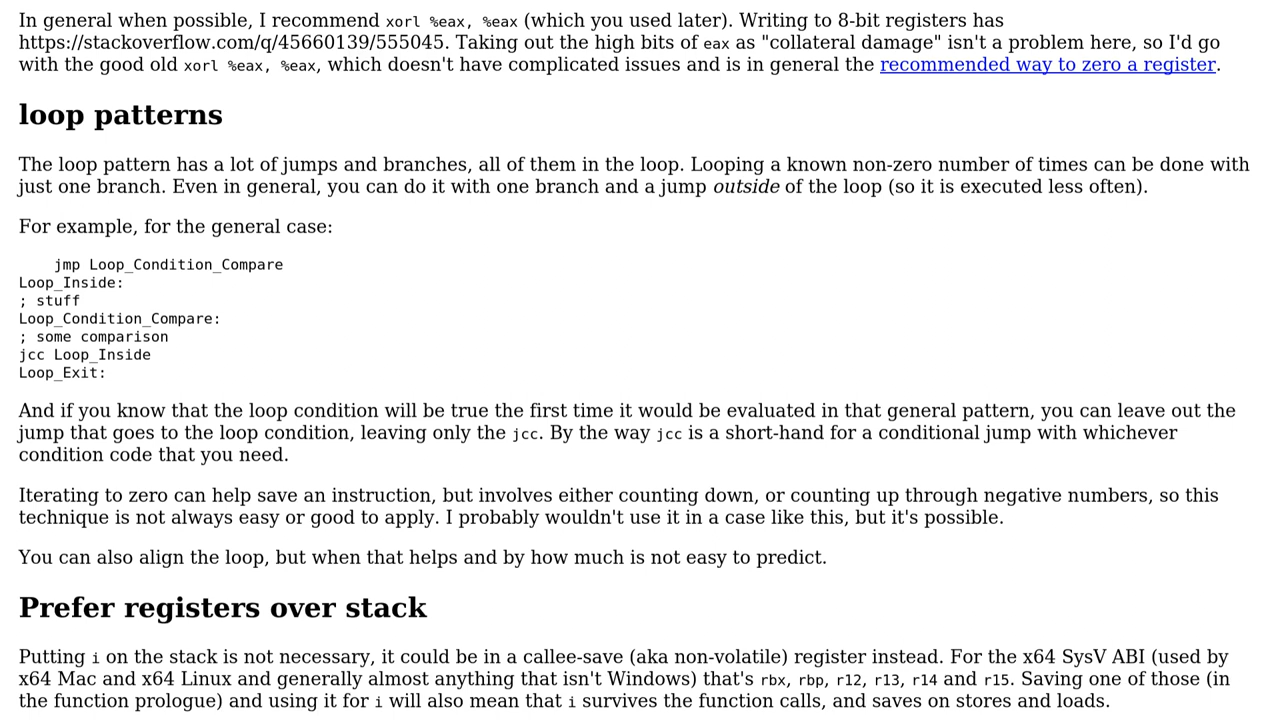 In general when possible, I recommend xorl %eax, %eax (which you used later). Writing to 8-bit registers has
https://stackoverflow.com/q/45660139/555045. Taking out the high bits of eax as "collateral damage" isn't a problem here, so I'd go
with the good old xorl %eax, %eax, which doesn't have complicated issues and is in general the recommended way to zero a register.
loop patterns
The loop pattern has a lot of jumps and branches, all of them in the loop. Looping a known non-zero number of times can be done with
just one branch. Even in general, you can do it with one branch and a jump outside of the loop (so it is executed less often).
For example, for the general case:
    jmp Loop_Condition_Compare
Loop_Inside:
; stuff
Loop_Condition_Compare:
; some comparison
jcc Loop_Inside
Loop_Exit:
And if you know that the loop condition will be true the first time it would be evaluated in that general pattern, you can leave out the
jump that goes to the loop condition, leaving only the jcc. By the way jcc is a short-hand for a conditional jump with whichever
condition code that you need.
Iterating to zero can help save an instruction, but involves either counting down, or counting up through negative numbers, so this
technique is not always easy or good to apply. I probably wouldn't use it in a case like this, but it's possible.
You can also align the loop, but when that helps and by how much is not easy to predict.
Prefer registers over stack
Putting i on the stack is not necessary, it could be in a callee-save (aka non-volatile) register instead. For the x64 SysV ABI (used by
x64 Mac and x64 Linux and generally almost anything that isn't Windows) that's rbx, rbp, r12, r13, r14 and r15. Saving one of those (in
the function prologue) and using it for i will also mean that i survives the function calls, and saves on stores and loads.